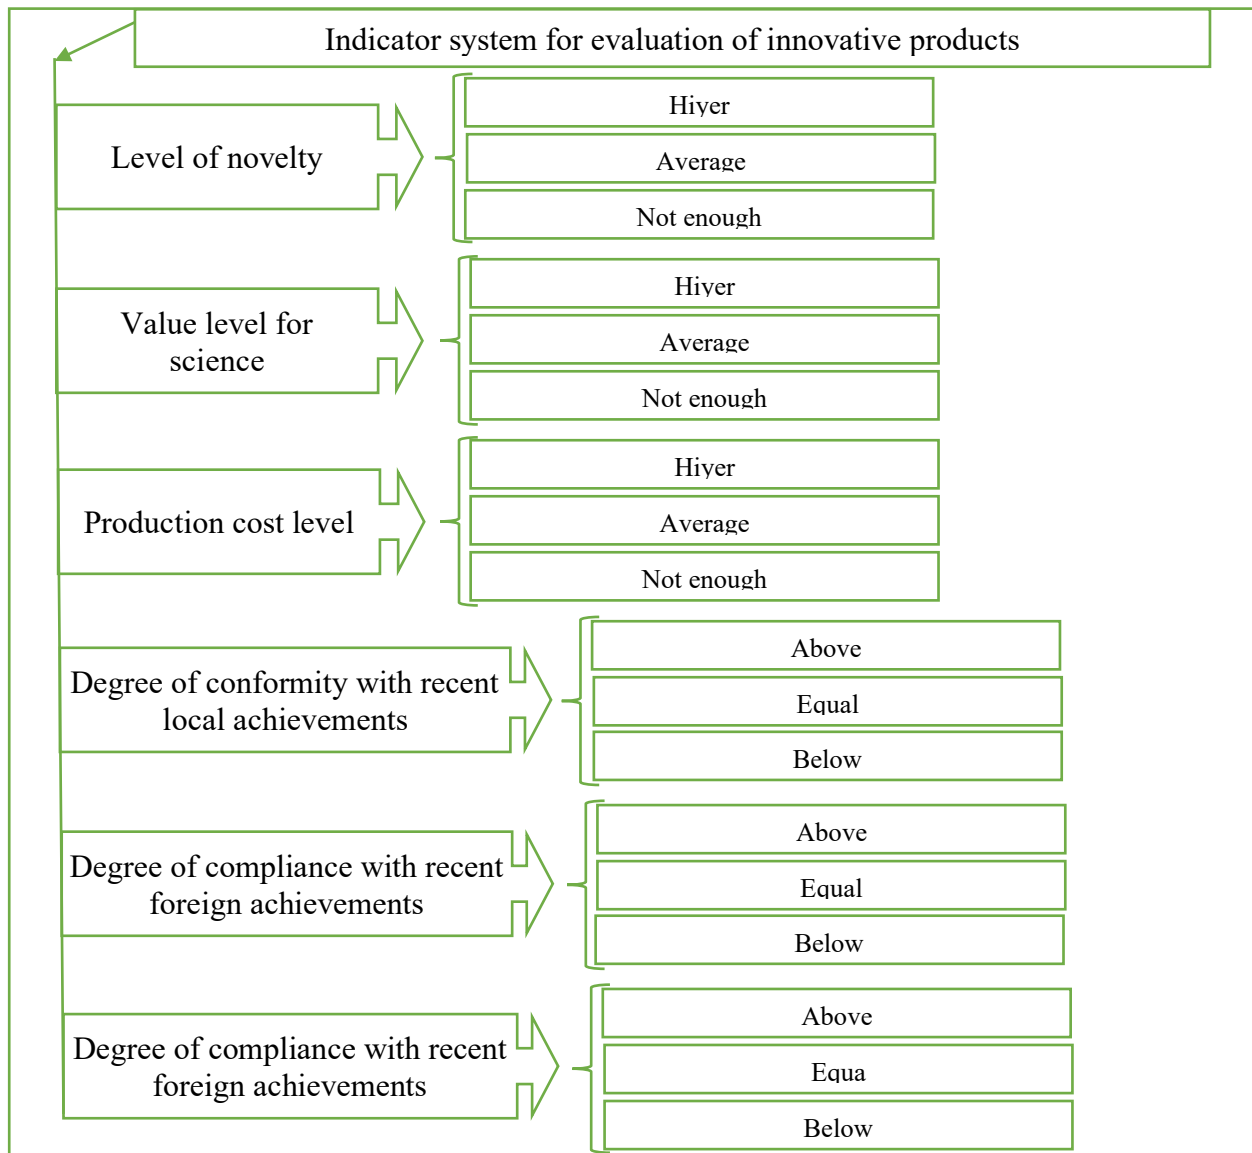 Indicator system for evaluation of innovative products
Level of novelty
Hiyer
Average
Not enough
Value level for
science
Hiyer
Average
Not enough
Production cost level
Hiyer
Average
Not enough
Degree of conformity with recent
local achievements
Above
Equal
Below
Degree of compliance with recent
foreign achievements
Above
Equal
Below
Degree of compliance with recent
foreign achievements
Above
Equa
Below